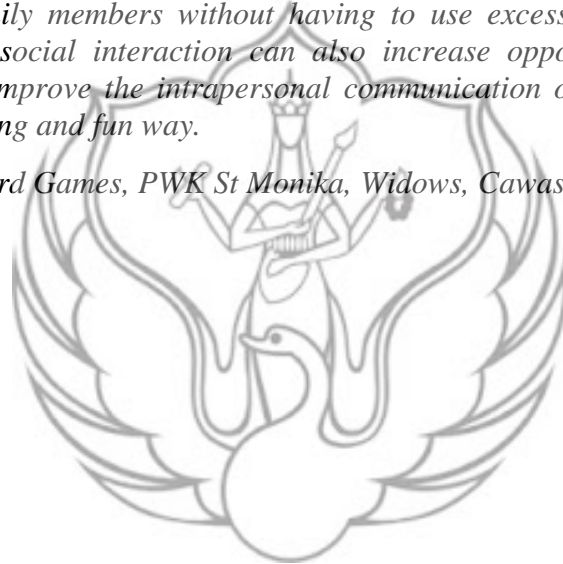 ily members without having to use excess
social interaction can also increase oppo
mprove the intrapersonal communication o
ng and fun way.
rd Games, PWK St Monika, Widows, Cawas